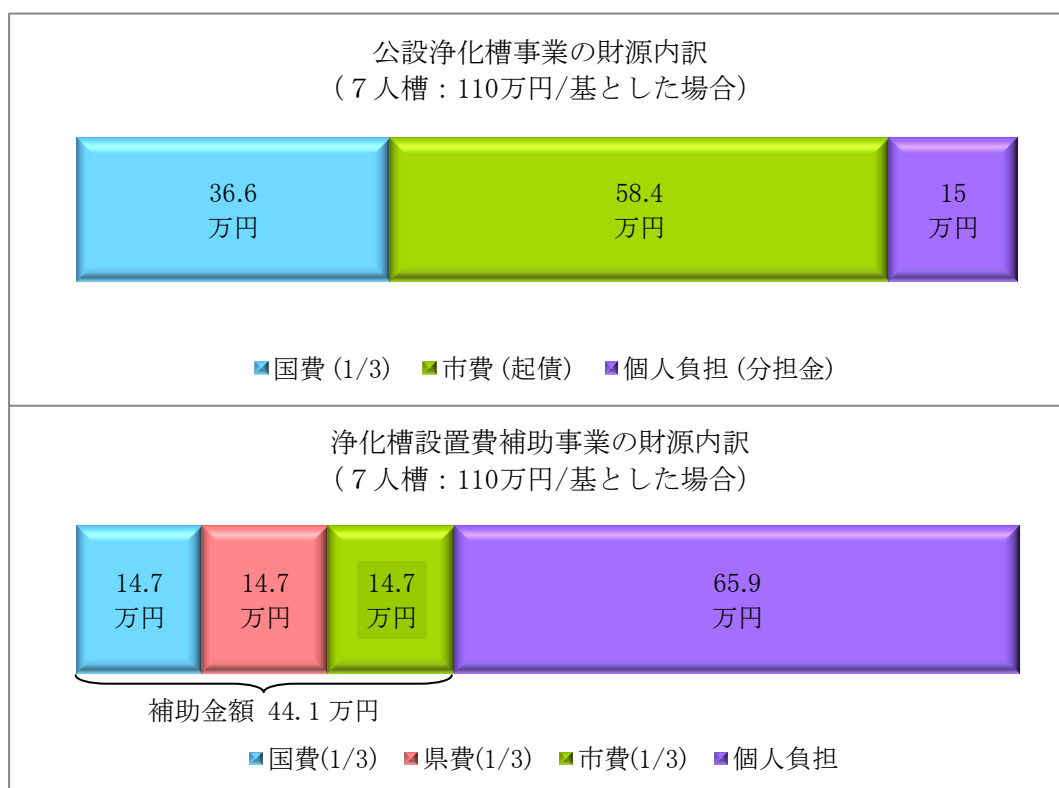 公設浄化槽事業の財源内訳
(７人槽：110万円/基とした場合)
36.6
万円
58.4
万円
15
万円
国費(1/3) 市費(起債) 個人負担(分担金)
浄化槽設置費補助事業の財源内訳
(７人槽：110万円/基とした場合)
14.7
万円
14.7
万円
14.7
万円
65.9
万円
補助金額 44.1 万円
国費(1/3) 県費(1/3) 市費(1/3) 個人負担